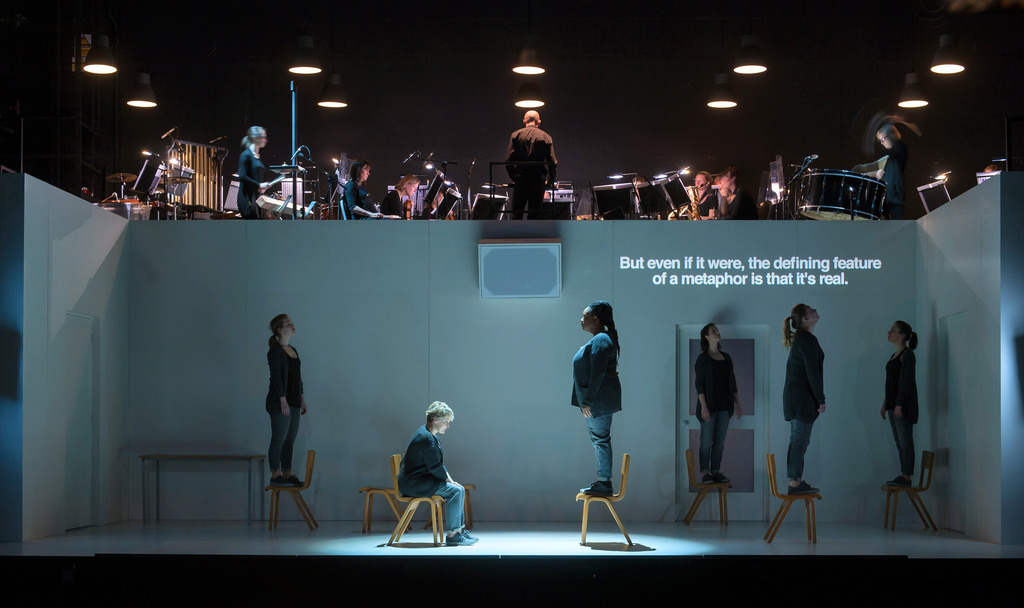 But even if it were, the defining feature
of a metaphor is that it's real.